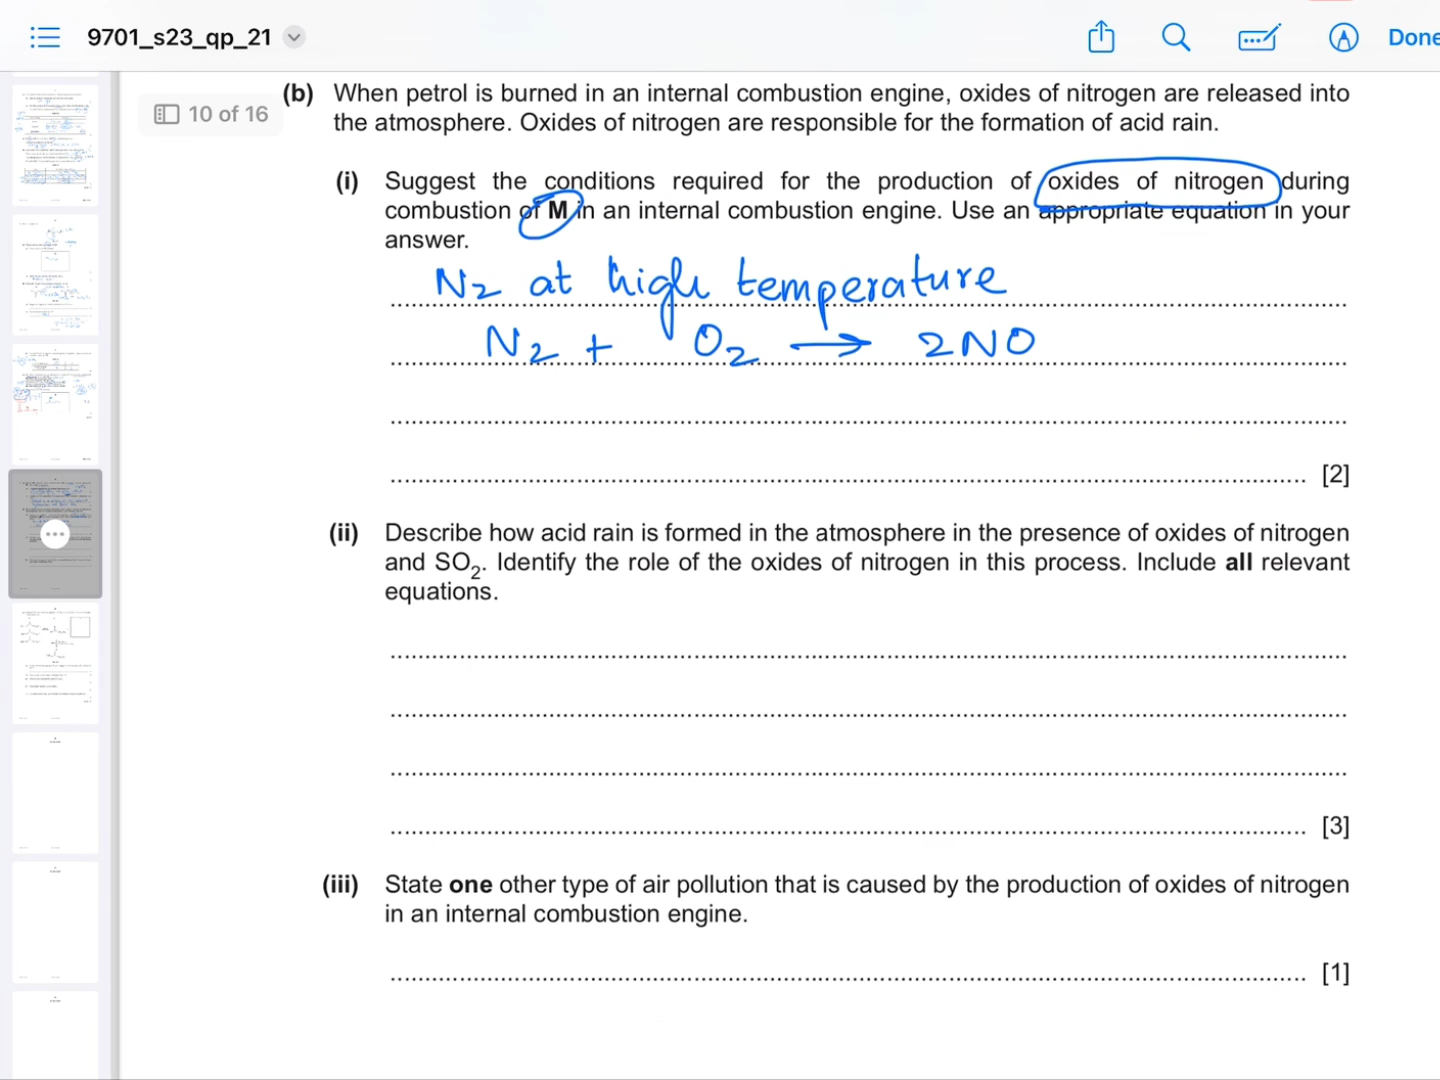 9701_s23_qp_21
Done
10 of 16
(b) When petrol is burned in an internal combustion engine, oxides of nitrogen are released into
the atmosphere. Oxides of nitrogen are responsible for the formation of acid rain.
(i) Suggest the conditions required for the production of oxides of nitrogen during
combustion of M in an internal combustion engine. Use an appropriate equation in your
answer.
N2 at high temperature
N2 + O2 → 2NO
[2]
(ii) Describe how acid rain is formed in the atmosphere in the presence of oxides of nitrogen
and SO2. Identify the role of the oxides of nitrogen in this process. Include all relevant
equations.
[3]
(iii) State one other type of air pollution that is caused by the production of oxides of nitrogen
in an internal combustion engine.
[1]